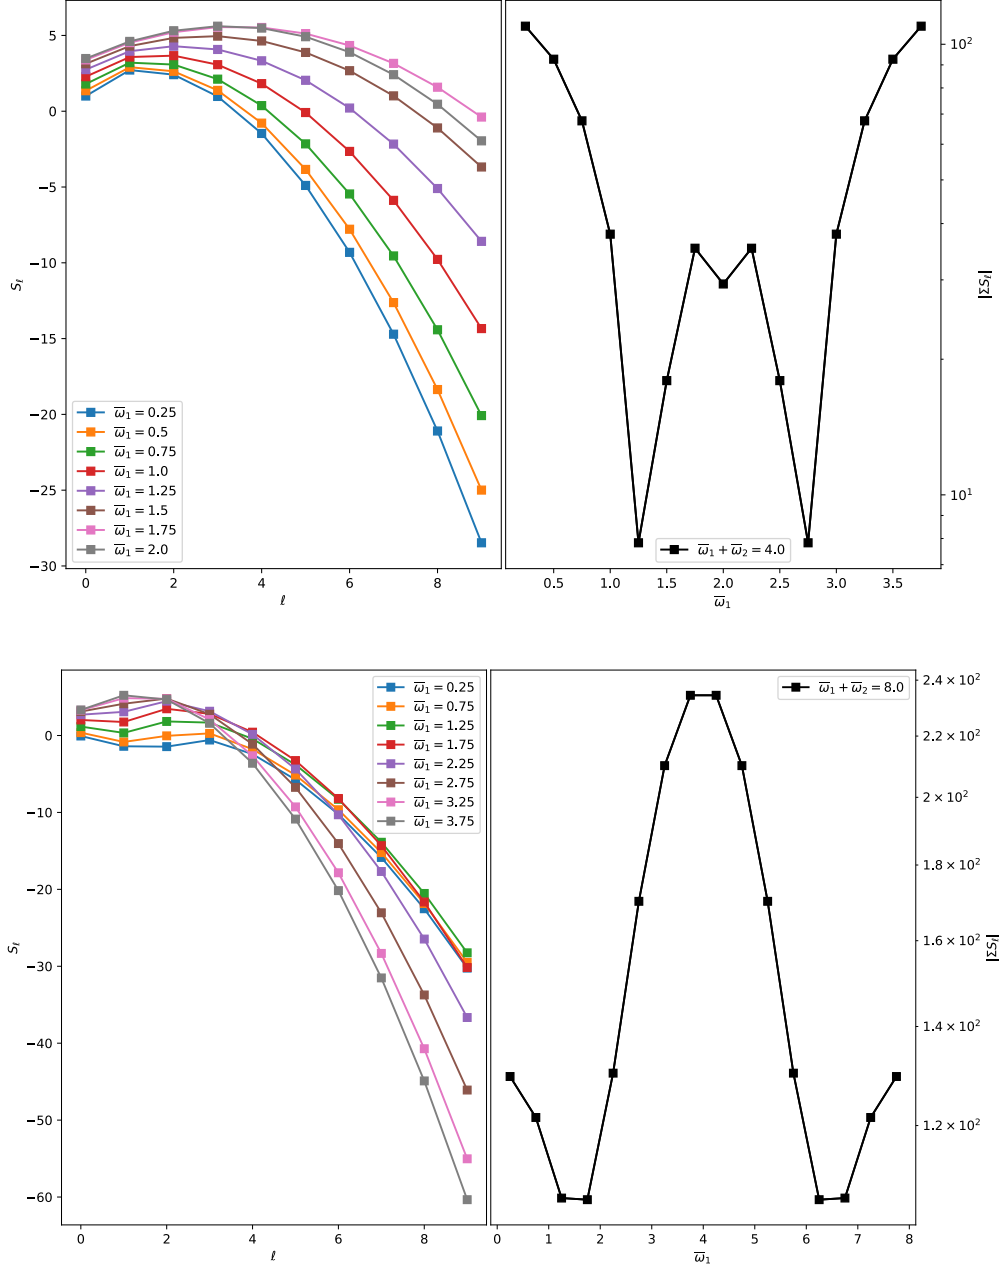 5
0
−5
−10
−15
−20
−25
−30
S_ℓ
0 2 4 6 8
ℓ
ω̅₁ = 0.25
ω̅₁ = 0.5
ω̅₁ = 0.75
ω̅₁ = 1.0
ω̅₁ = 1.25
ω̅₁ = 1.5
ω̅₁ = 1.75
ω̅₁ = 2.0
10²
10¹
|ΣS_ℓ|
0.5 1.0 1.5 2.0 2.5 3.0 3.5
ω̅₁
ω̅₁ + ω̅₂ = 4.0
0
−10
−20
−30
−40
−50
−60
S_ℓ
0 2 4 6 8
ℓ
ω̅₁ = 0.25
ω̅₁ = 0.75
ω̅₁ = 1.25
ω̅₁ = 1.75
ω̅₁ = 2.25
ω̅₁ = 2.75
ω̅₁ = 3.25
ω̅₁ = 3.75
ω̅₁ + ω̅₂ = 8.0
2.4 × 10²
2.2 × 10²
2 × 10²
1.8 × 10²
1.6 × 10²
1.4 × 10²
1.2 × 10²
|ΣS_ℓ|
0 1 2 3 4 5 6 7 8
ω̅₁